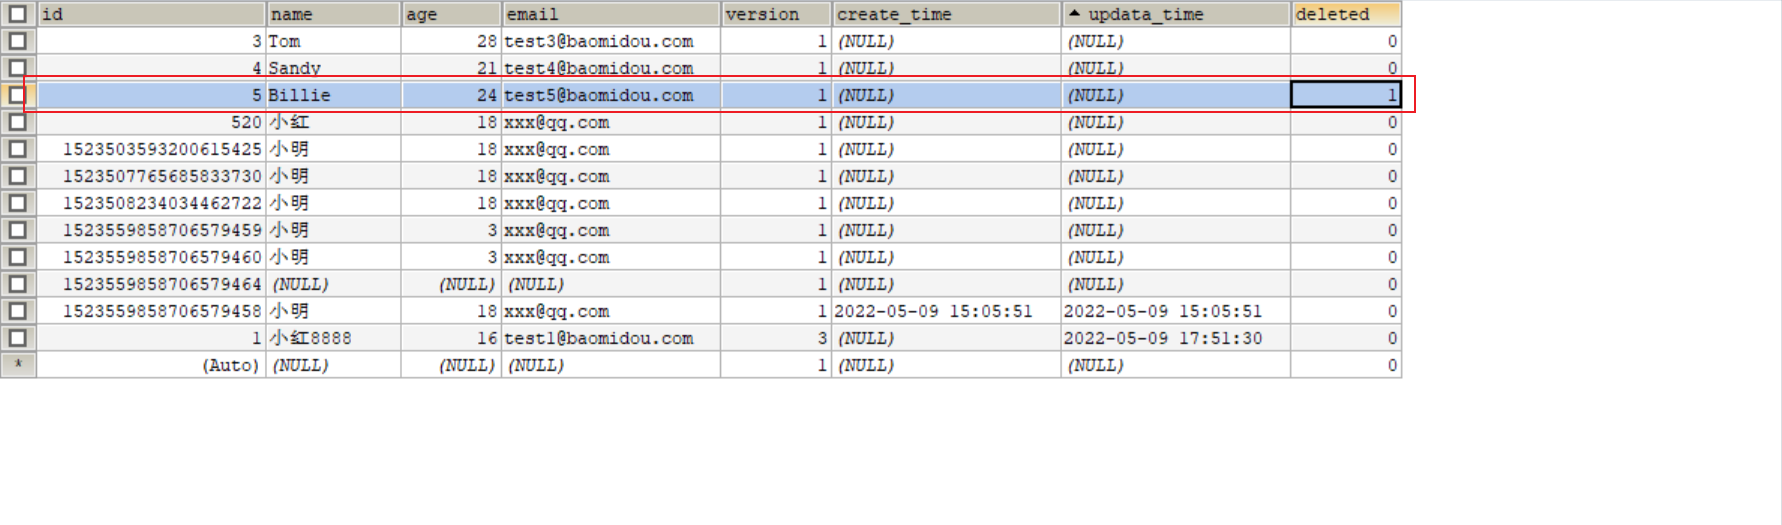 id name age email version create_time updata_time deleted
3 Tom 28 test3@baomidou.com 1 (NULL) (NULL) 0
4 Sandy 21 test4@baomidou.com 1 (NULL) (NULL) 0
5 Billie 24 test5@baomidou.com 1 (NULL) (NULL) 1
520 小红 18 xxx@qq.com 1 (NULL) (NULL) 0
1523503593200615425 小明 18 xxx@qq.com 1 (NULL) (NULL) 0
1523507765685833730 小明 18 xxx@qq.com 1 (NULL) (NULL) 0
1523508234034462722 小明 18 xxx@qq.com 1 (NULL) (NULL) 0
1523559858706579459 小明 3 xxx@qq.com 1 (NULL) (NULL) 0
1523559858706579460 小明 3 xxx@qq.com 1 (NULL) (NULL) 0
1523559858706579464 (NULL) (NULL) (NULL) 1 (NULL) (NULL) 0
1523559858706579458 小明 18 xxx@qq.com 1 2022-05-09 15:05:51 2022-05-09 15:05:51 0
1 小红8888 16 test1@baomidou.com 3 (NULL) 2022-05-09 17:51:30 0
* (Auto) (NULL) (NULL) (NULL) 1 (NULL) (NULL) 0